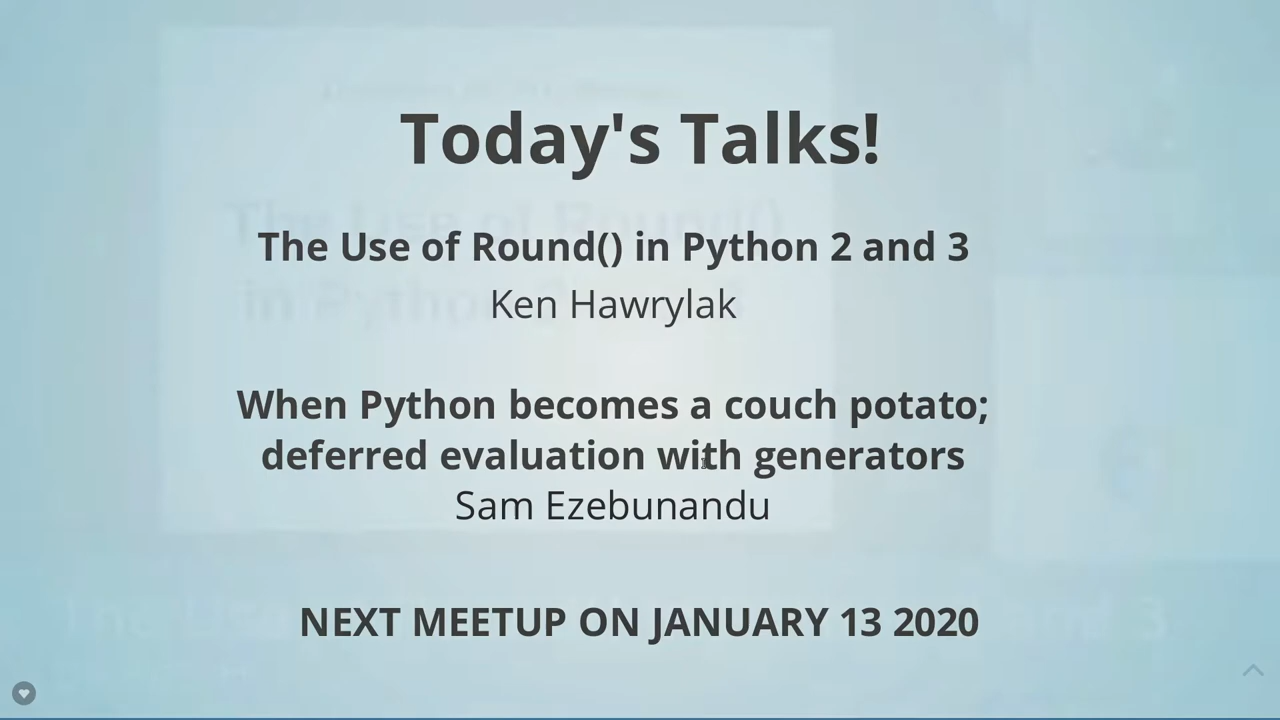 Today's Talks!
The Use of Round() in Python 2 and 3
Ken Hawrylak
When Python becomes a couch potato;
deferred evaluation with generators
Sam Ezebunandu
NEXT MEETUP ON JANUARY 13 2020